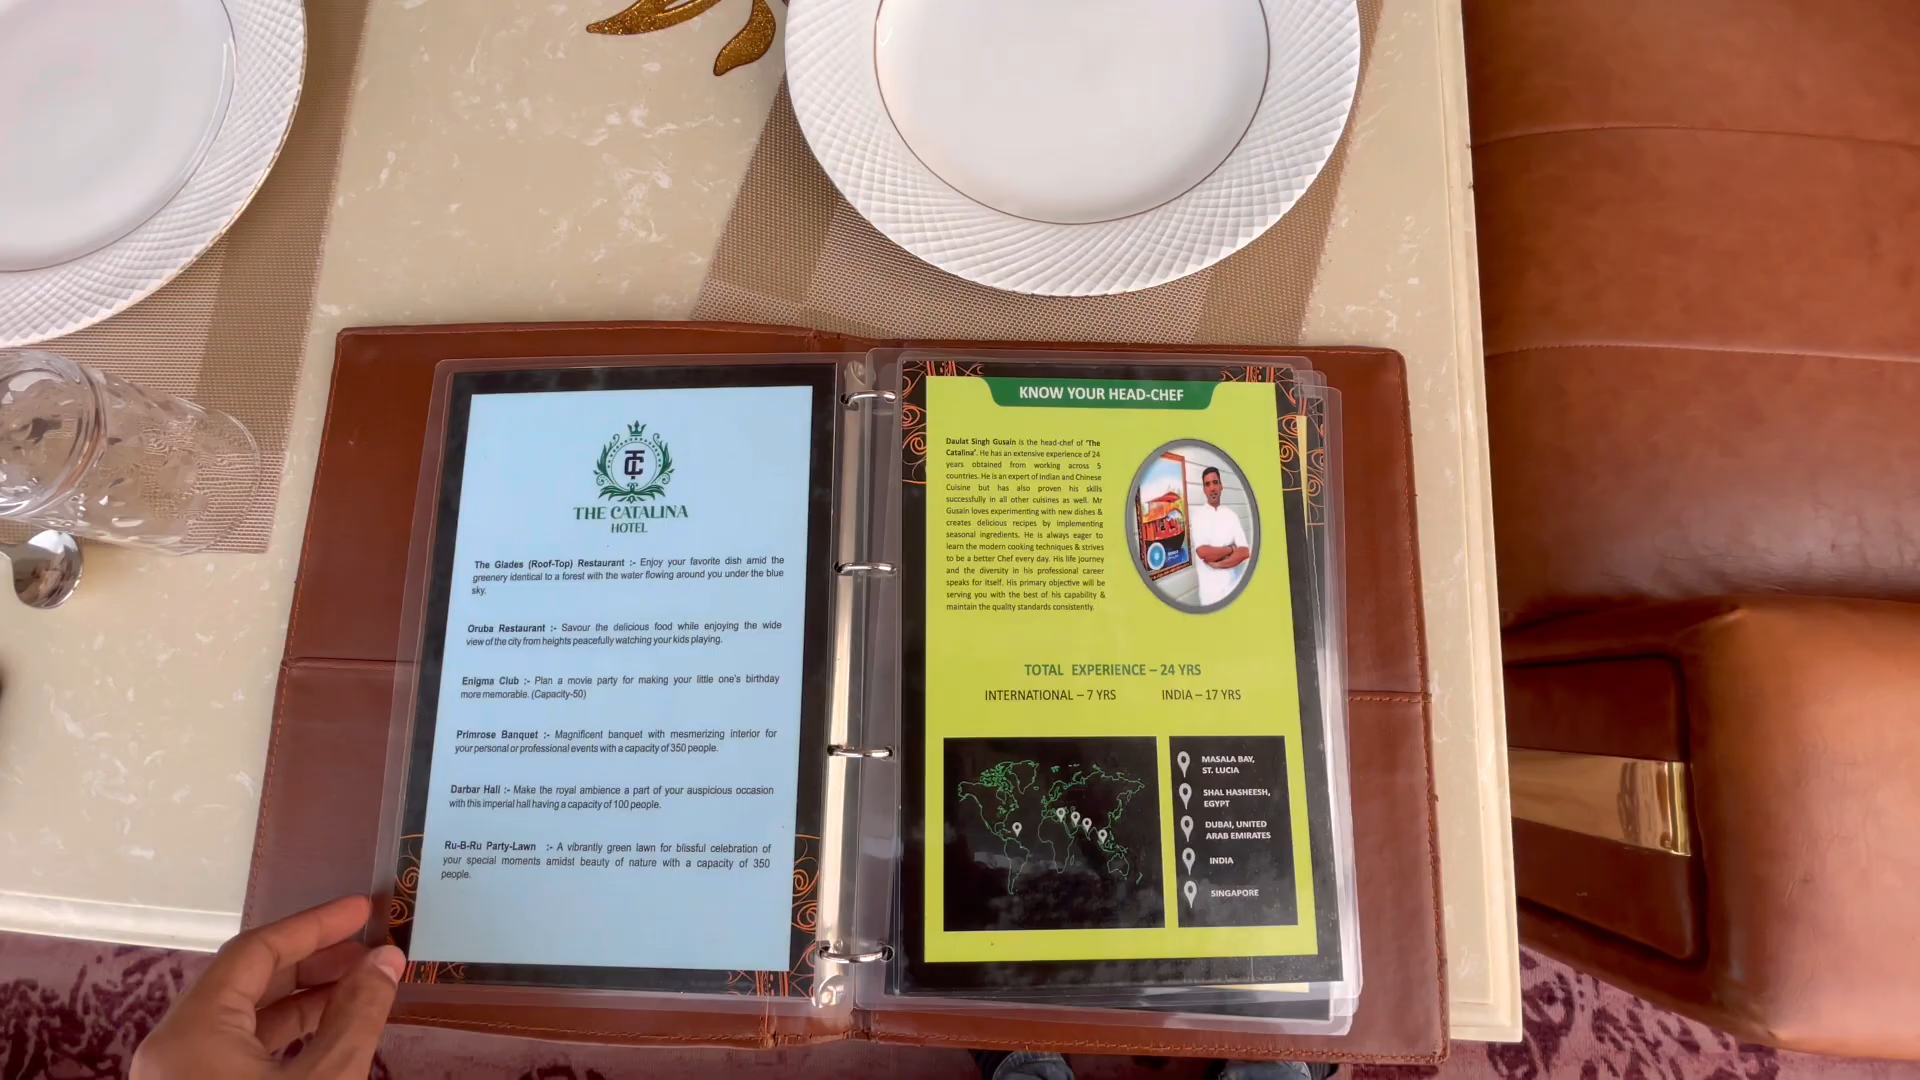 TC
THE CATALINA
HOTEL
The Glades (Roof-Top) Restaurant :- Enjoy your favorite dish amid the
greenery identical to a forest with the water flowing around you under the blue
sky.
Oruba Restaurant :- Savour the delicious food while enjoying the wide
view of the city from heights peacefully watching your kids playing.
Enigma Club :- Plan a movie party for making your little one's birthday
more memorable. (Capacity-50)
Primrose Banquet :- Magnificent banquet with mesmerizing interior for
your personal or professional events with a capacity of 350 people.
Darbar Hall :- Make the royal ambience a part of your auspicious occasion
with this imperial hall having a capacity of 100 people.
Ru-B-Ru Party-Lawn :- A vibrantly green lawn for blissful celebration of
your special moments amidst beauty of nature with a capacity of 350
people.
KNOW YOUR HEAD-CHEF
Daulat Singh Gusain is the head-chef of "The
Catalina". He has an extensive experience of 24
years obtained from working across 5
countries. He is an expert of Indian and Chinese
Cuisine but has also proven his skills
successfully in all other cuisines as well. Mr
Gusain loves experimenting with new dishes &
creates delicious recipes by implementing
seasonal ingredients. He is always eager to
learn the modern cooking techniques & strives
to be a better Chef every day. His life journey
and the diversity in his professional career
speaks for itself. His primary objective will be
serving you with the best of his capability &
maintain the quality standards consistently.
TOTAL EXPERIENCE – 24 YRS
INTERNATIONAL – 7 YRS INDIA – 17 YRS
MASALA BAY,
ST. LUCIA
SHAL HASHEESH,
EGYPT
DUBAI, UNITED
ARAB EMIRATES
INDIA
SINGAPORE